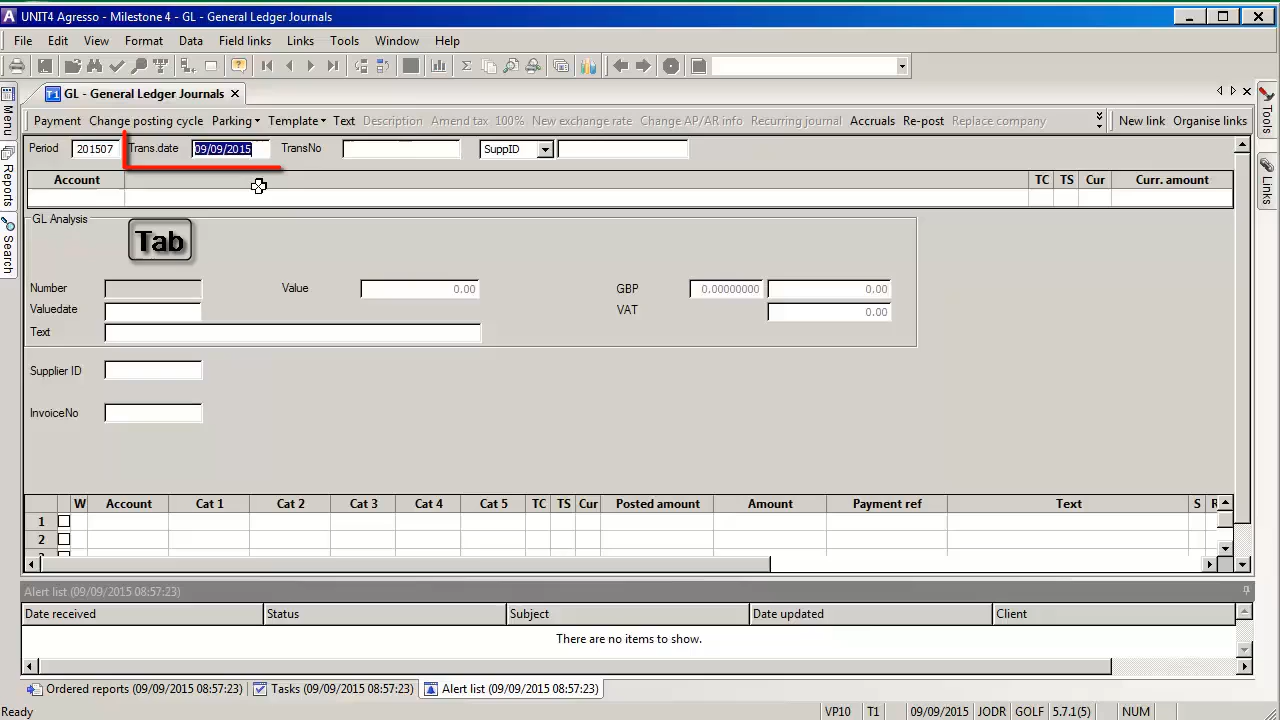 UNIT4 Agresso - Milestone 4 - GL - General Ledger Journals
File Edit View Format Data Field links Links Tools Window Help
T1 GL - General Ledger Journals
Menu
Reports
Search
Tools
Links
Payment Change posting cycle Parking Template Text Description Amend tax 100% New exchange rate Change AP/AR info Recurring journal Accruals Re-post Replace company New link Organise links
Period 201507 Trans.date 09/09/2015 TransNo SuppID
Account TC TS Cur Curr. amount
GL Analysis
Tab
Number Value 0.00 GBP 0.00000000 0.00
Valuedate VAT 0.00
Text
Supplier ID
InvoiceNo
W Account Cat 1 Cat 2 Cat 3 Cat 4 Cat 5 TC TS Cur Posted amount Amount Payment ref Text S
1
2
Alert list (09/09/2015 08:57:23)
Date received Status Subject Date updated Client
There are no items to show.
Ordered reports (09/09/2015 08:57:23) Tasks (09/09/2015 08:57:23) Alert list (09/09/2015 08:57:23)
Ready VP10 T1 09/09/2015 JODR GOLF 5.7.1(5) NUM